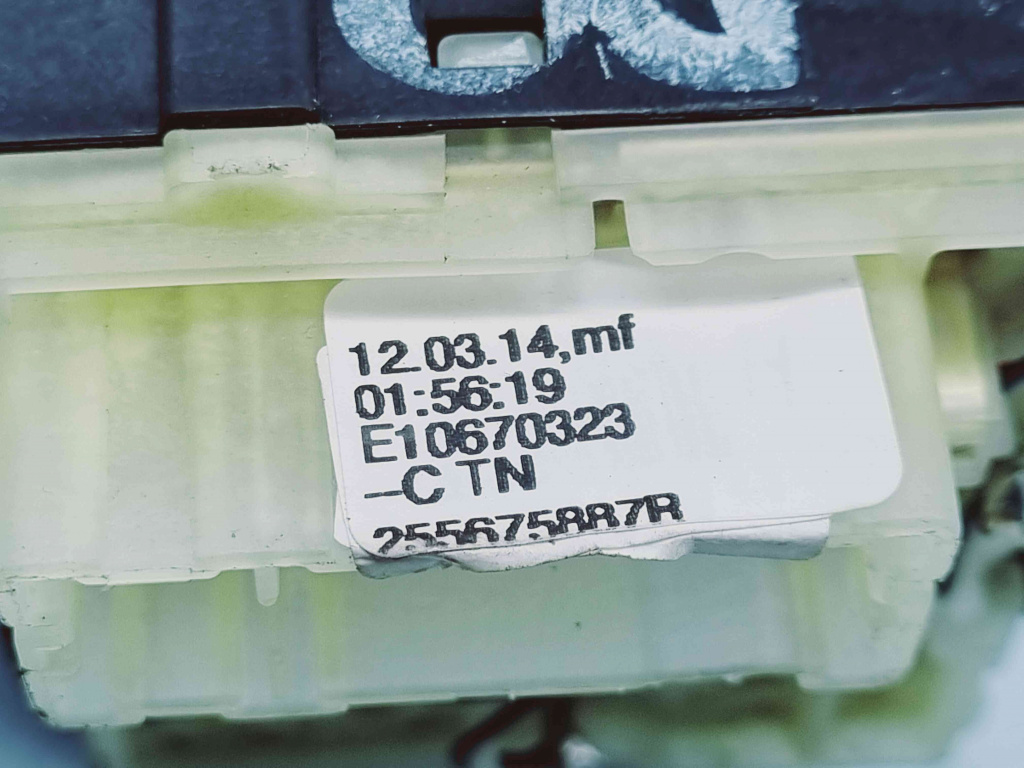 12.03.14,mf
01:56:19
E10670323
–C TN
255675887R